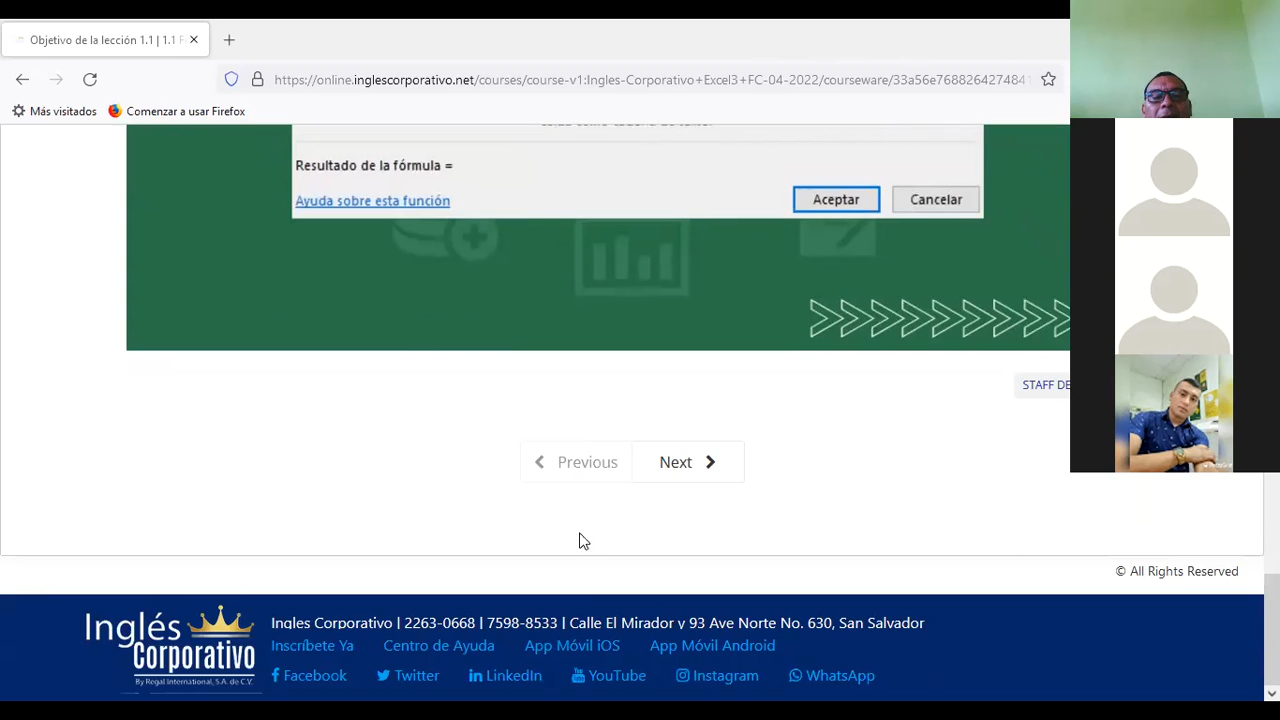 Objetivo de la lección 1.1 | 1.1 F
https://online.inglescorporativo.net/courses/course-v1:Ingles-Corporativo+Excel3+FC-04-2022/courseware/33a56e7688264274841
Más visitados
Comenzar a usar Firefox
Resultado de la fórmula =
Ayuda sobre esta función
Aceptar
Cancelar
STAFF DE
Previous
Next
© All Rights Reserved
Inglés
Corporativo
By Regal International, S.A. de C.V.
Ingles Corporativo | 2263-0668 | 7598-8533 | Calle El Mirador y 93 Ave Norte No. 630, San Salvador
Inscríbete Ya Centro de Ayuda App Móvil iOS App Móvil Android
Facebook Twitter LinkedIn YouTube Instagram WhatsApp